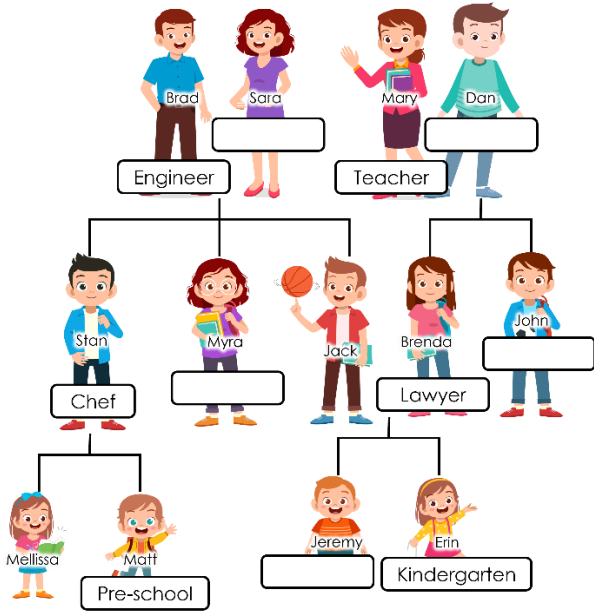 Brad
Sara
Mary
Dan
Engineer
Teacher
Stan
Myra
Jack
Brenda
John
Chef
Lawyer
Mellissa
Matt
Jeremy
Erin
Pre-school
Kindergarten